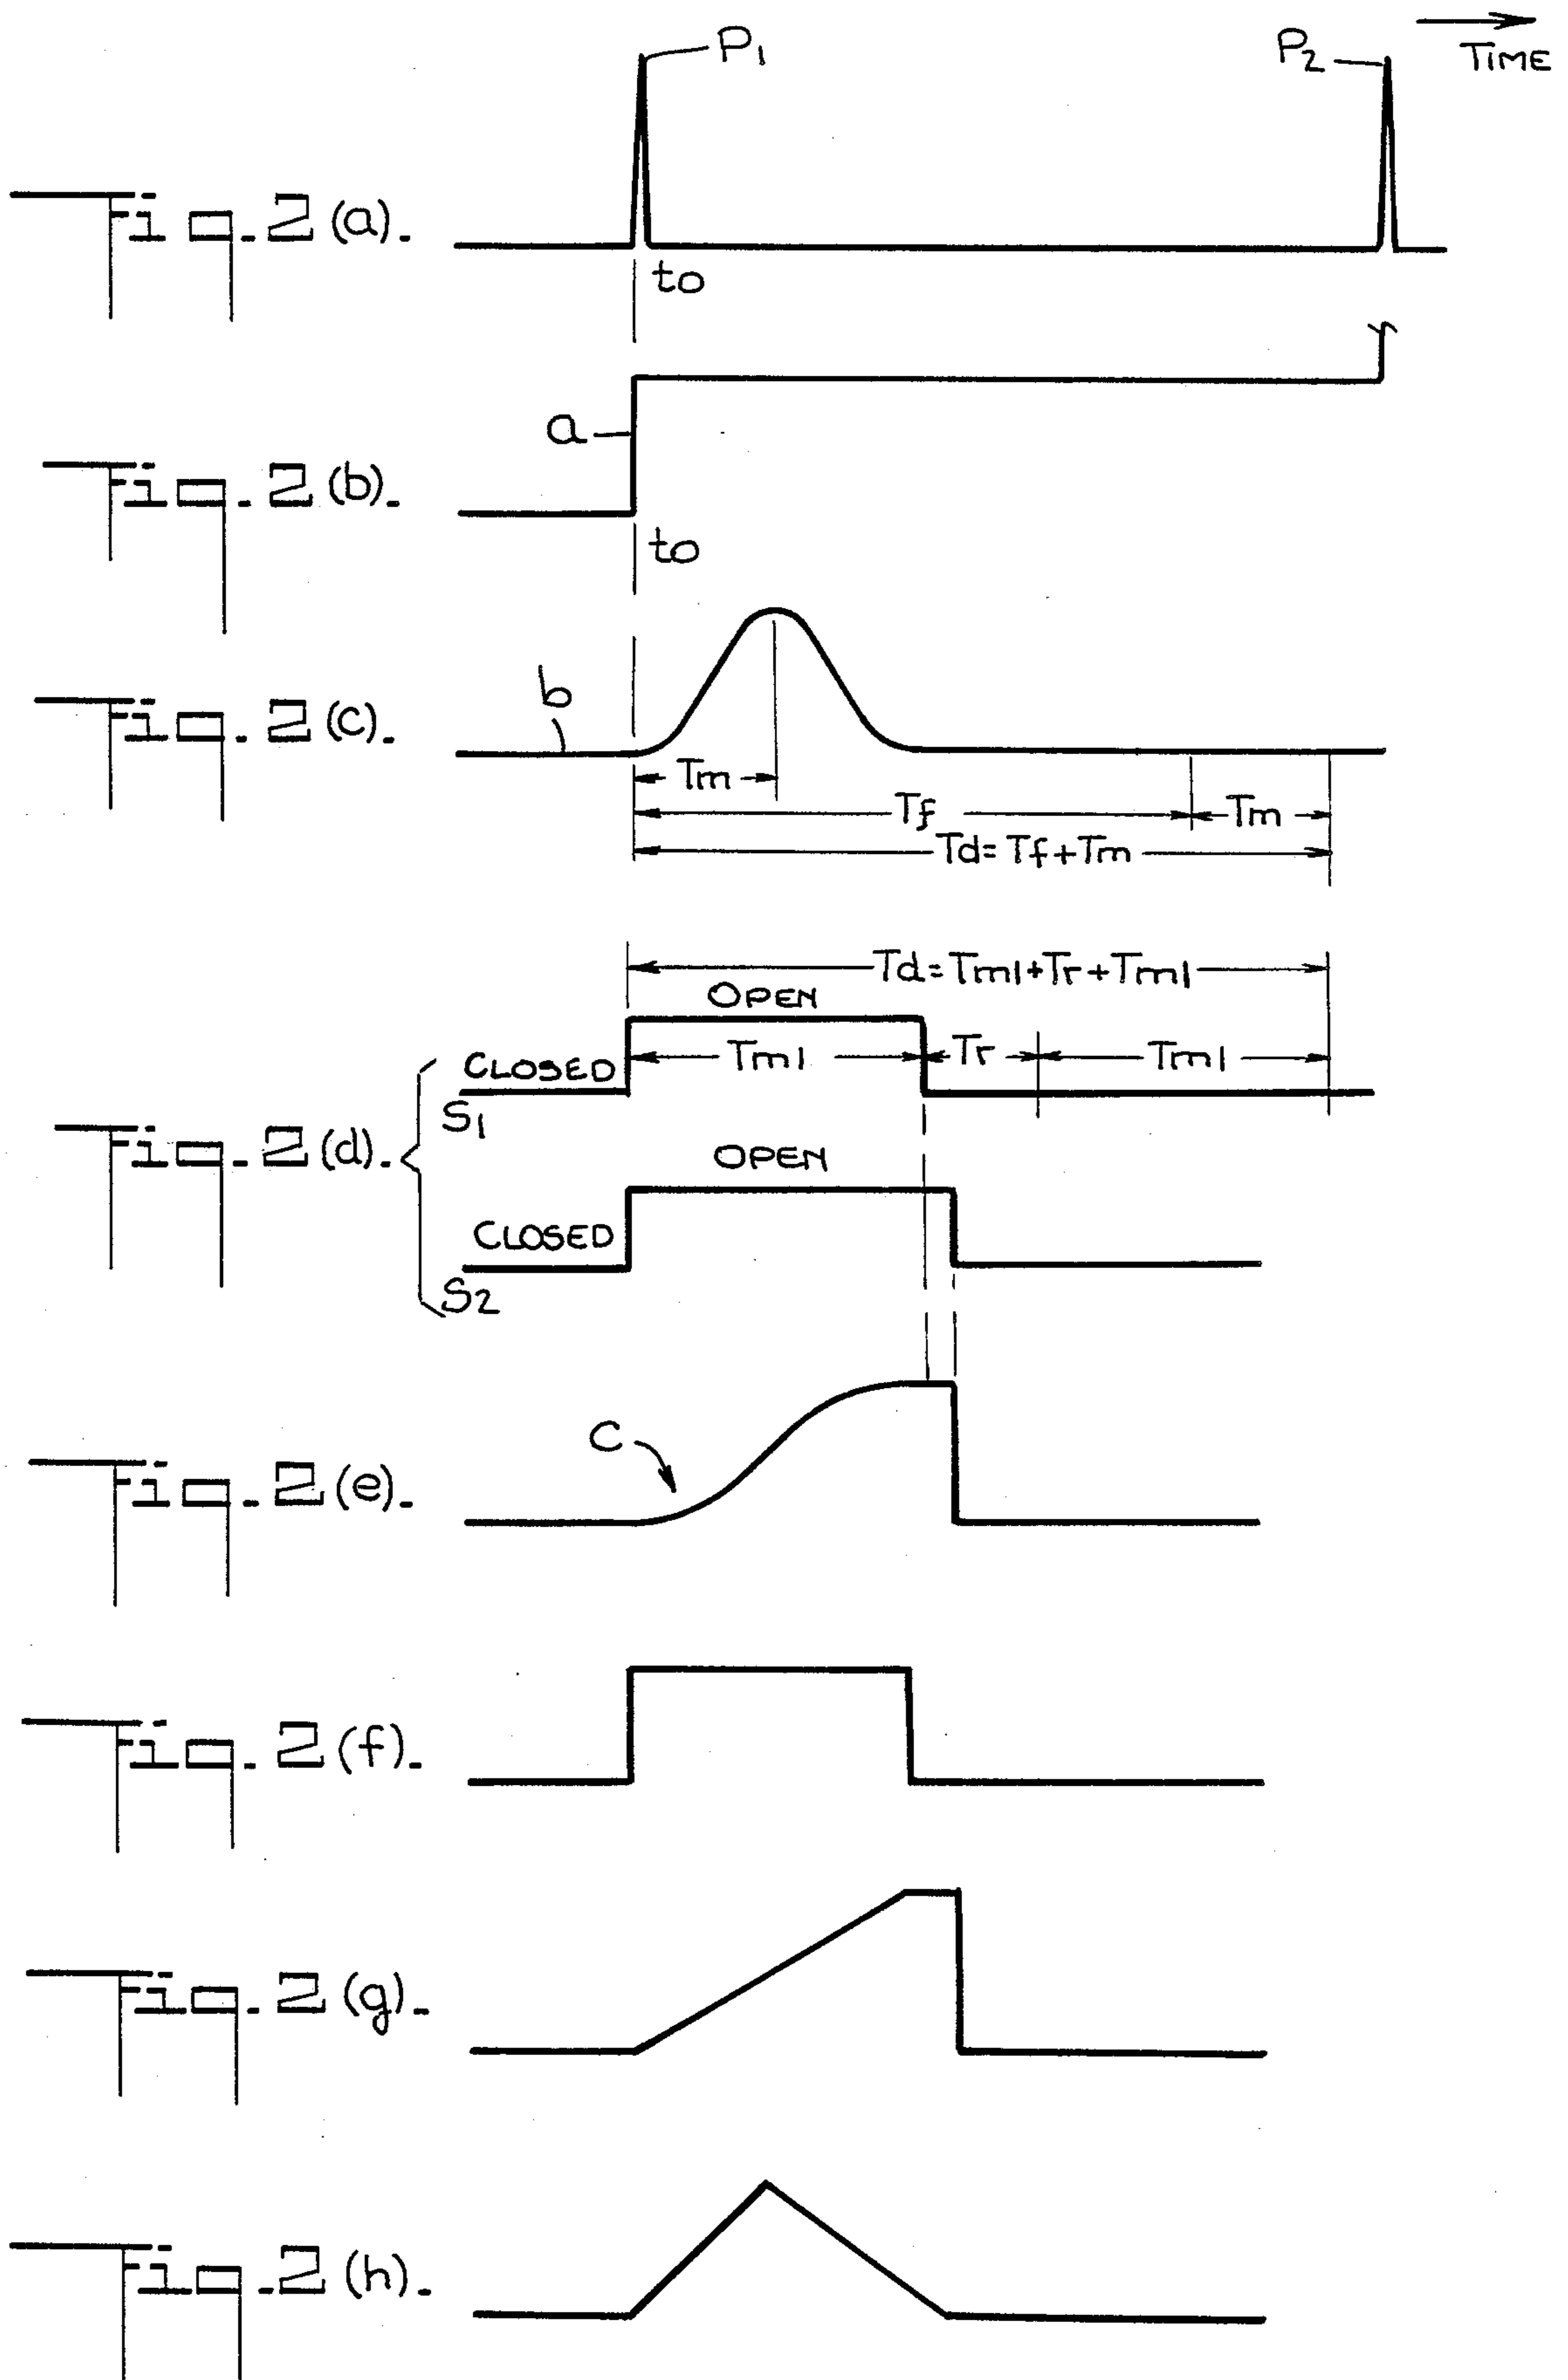 P1
P2
TIME
Fig. 2 (a).
to
a
Fig. 2 (b).
to
b
Fig. 2 (c).
Tm
Tf
Tm
Td=Tf+Tm
Td=Tm1+Tr+Tm1
OPEN
CLOSED
Tm1
Tr
Tm1
S1
Fig. 2 (d).
OPEN
CLOSED
S2
C
Fig. 2 (e).
Fig. 2 (f).
Fig. 2 (g).
Fig. 2 (h).